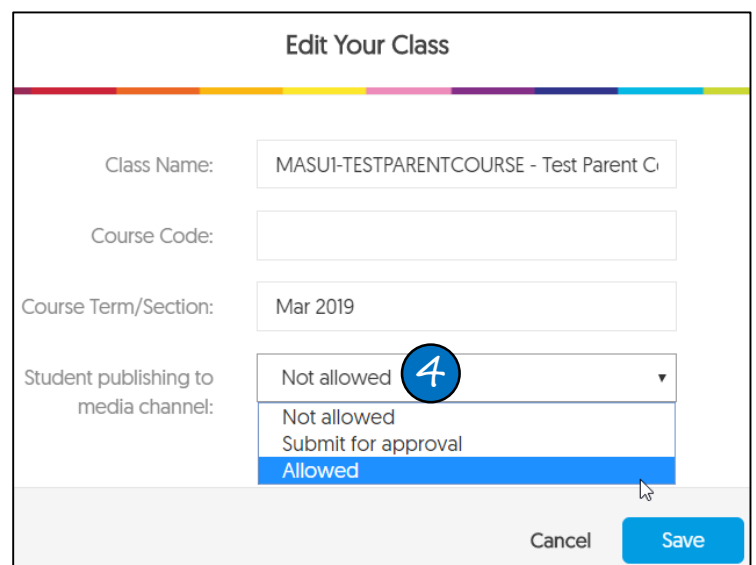 Edit Your Class
Class Name:
MASU1-TESTPARENTCOURSE - Test Parent C
Course Code:
Course Term/Section:
Mar 2019
Student publishing to
media channel:
Not allowed
4
Not allowed
Submit for approval
Allowed
Cancel
Save